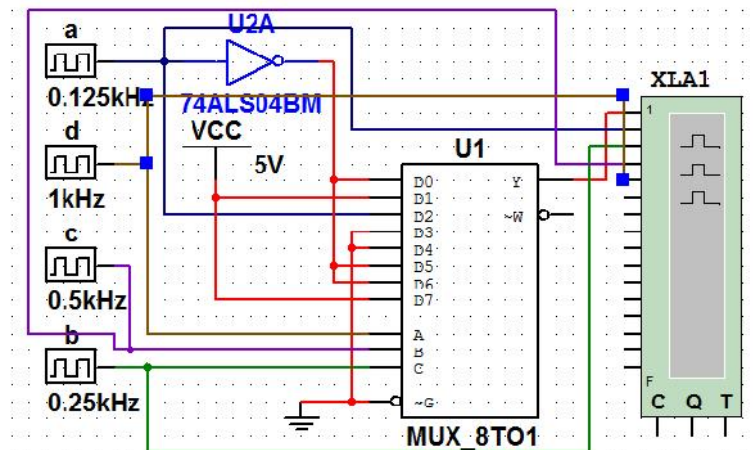 a
U2A
0.125kHz
74ALS04BM
XLA1
d
VCC
5V
U1
1
1kHz
D0
Y
D1
D2
~W
D3
D4
D5
D6
D7
c
0.5kHz
b
A
B
C
0.25kHz
~G
F
C Q T
MUX_8TO1